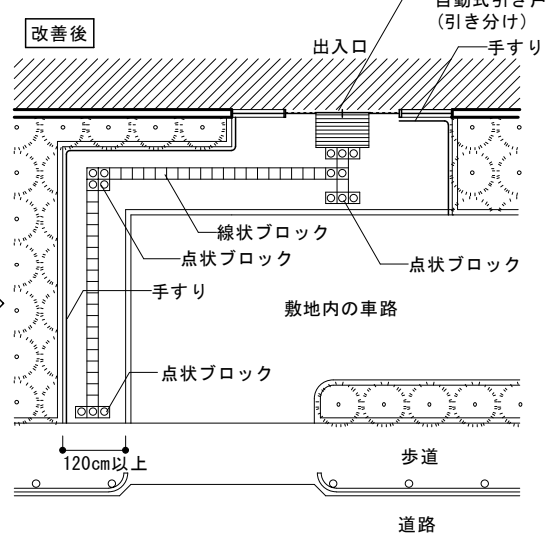 改善後
自動式引き戸
(引き分け)
出入口
手すり
線状ブロック
点状ブロック
点状ブロック
手すり
敷地内の車路
点状ブロック
120cm以上
歩道
道路